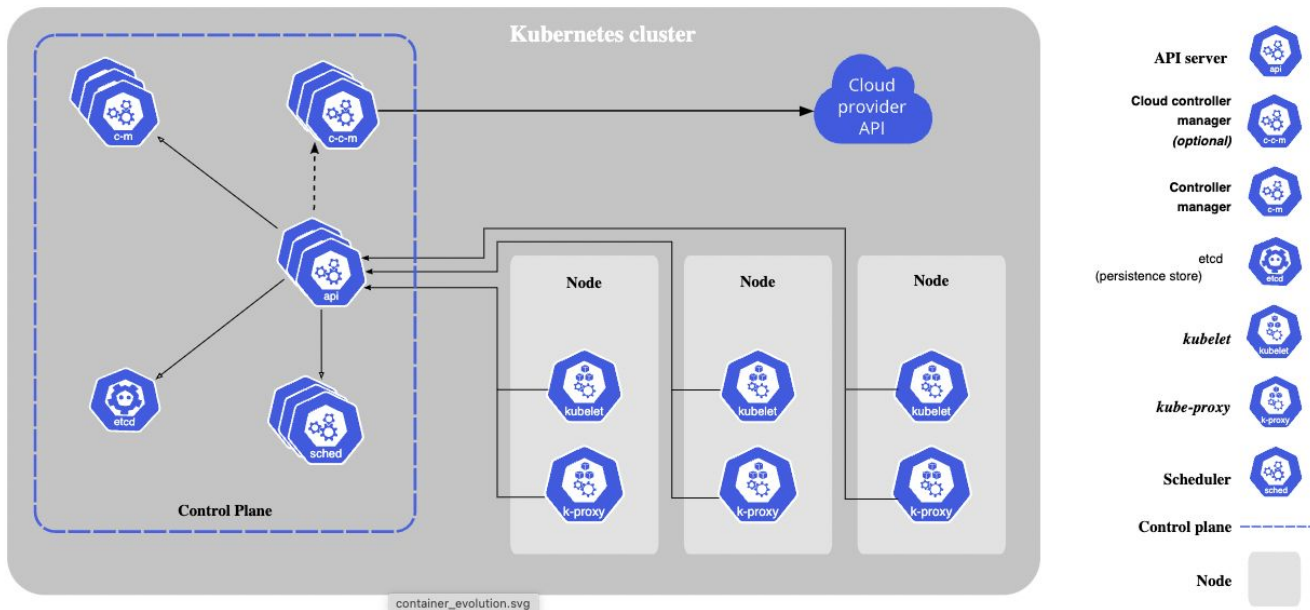 Kubernetes cluster
c-m
c-c-m
Cloud
provider
API
api
etcd
sched
Control Plane
Node
kubelet
k-proxy
Node
kubelet
k-proxy
Node
kubelet
k-proxy
API server
api
Cloud controller
manager
(optional)
c-c-m
Controller
manager
c-m
etcd
(persistence store)
etcd
kubelet
kubelet
kube-proxy
k-proxy
Scheduler
sched
Control plane
Node
container_evolution.svg